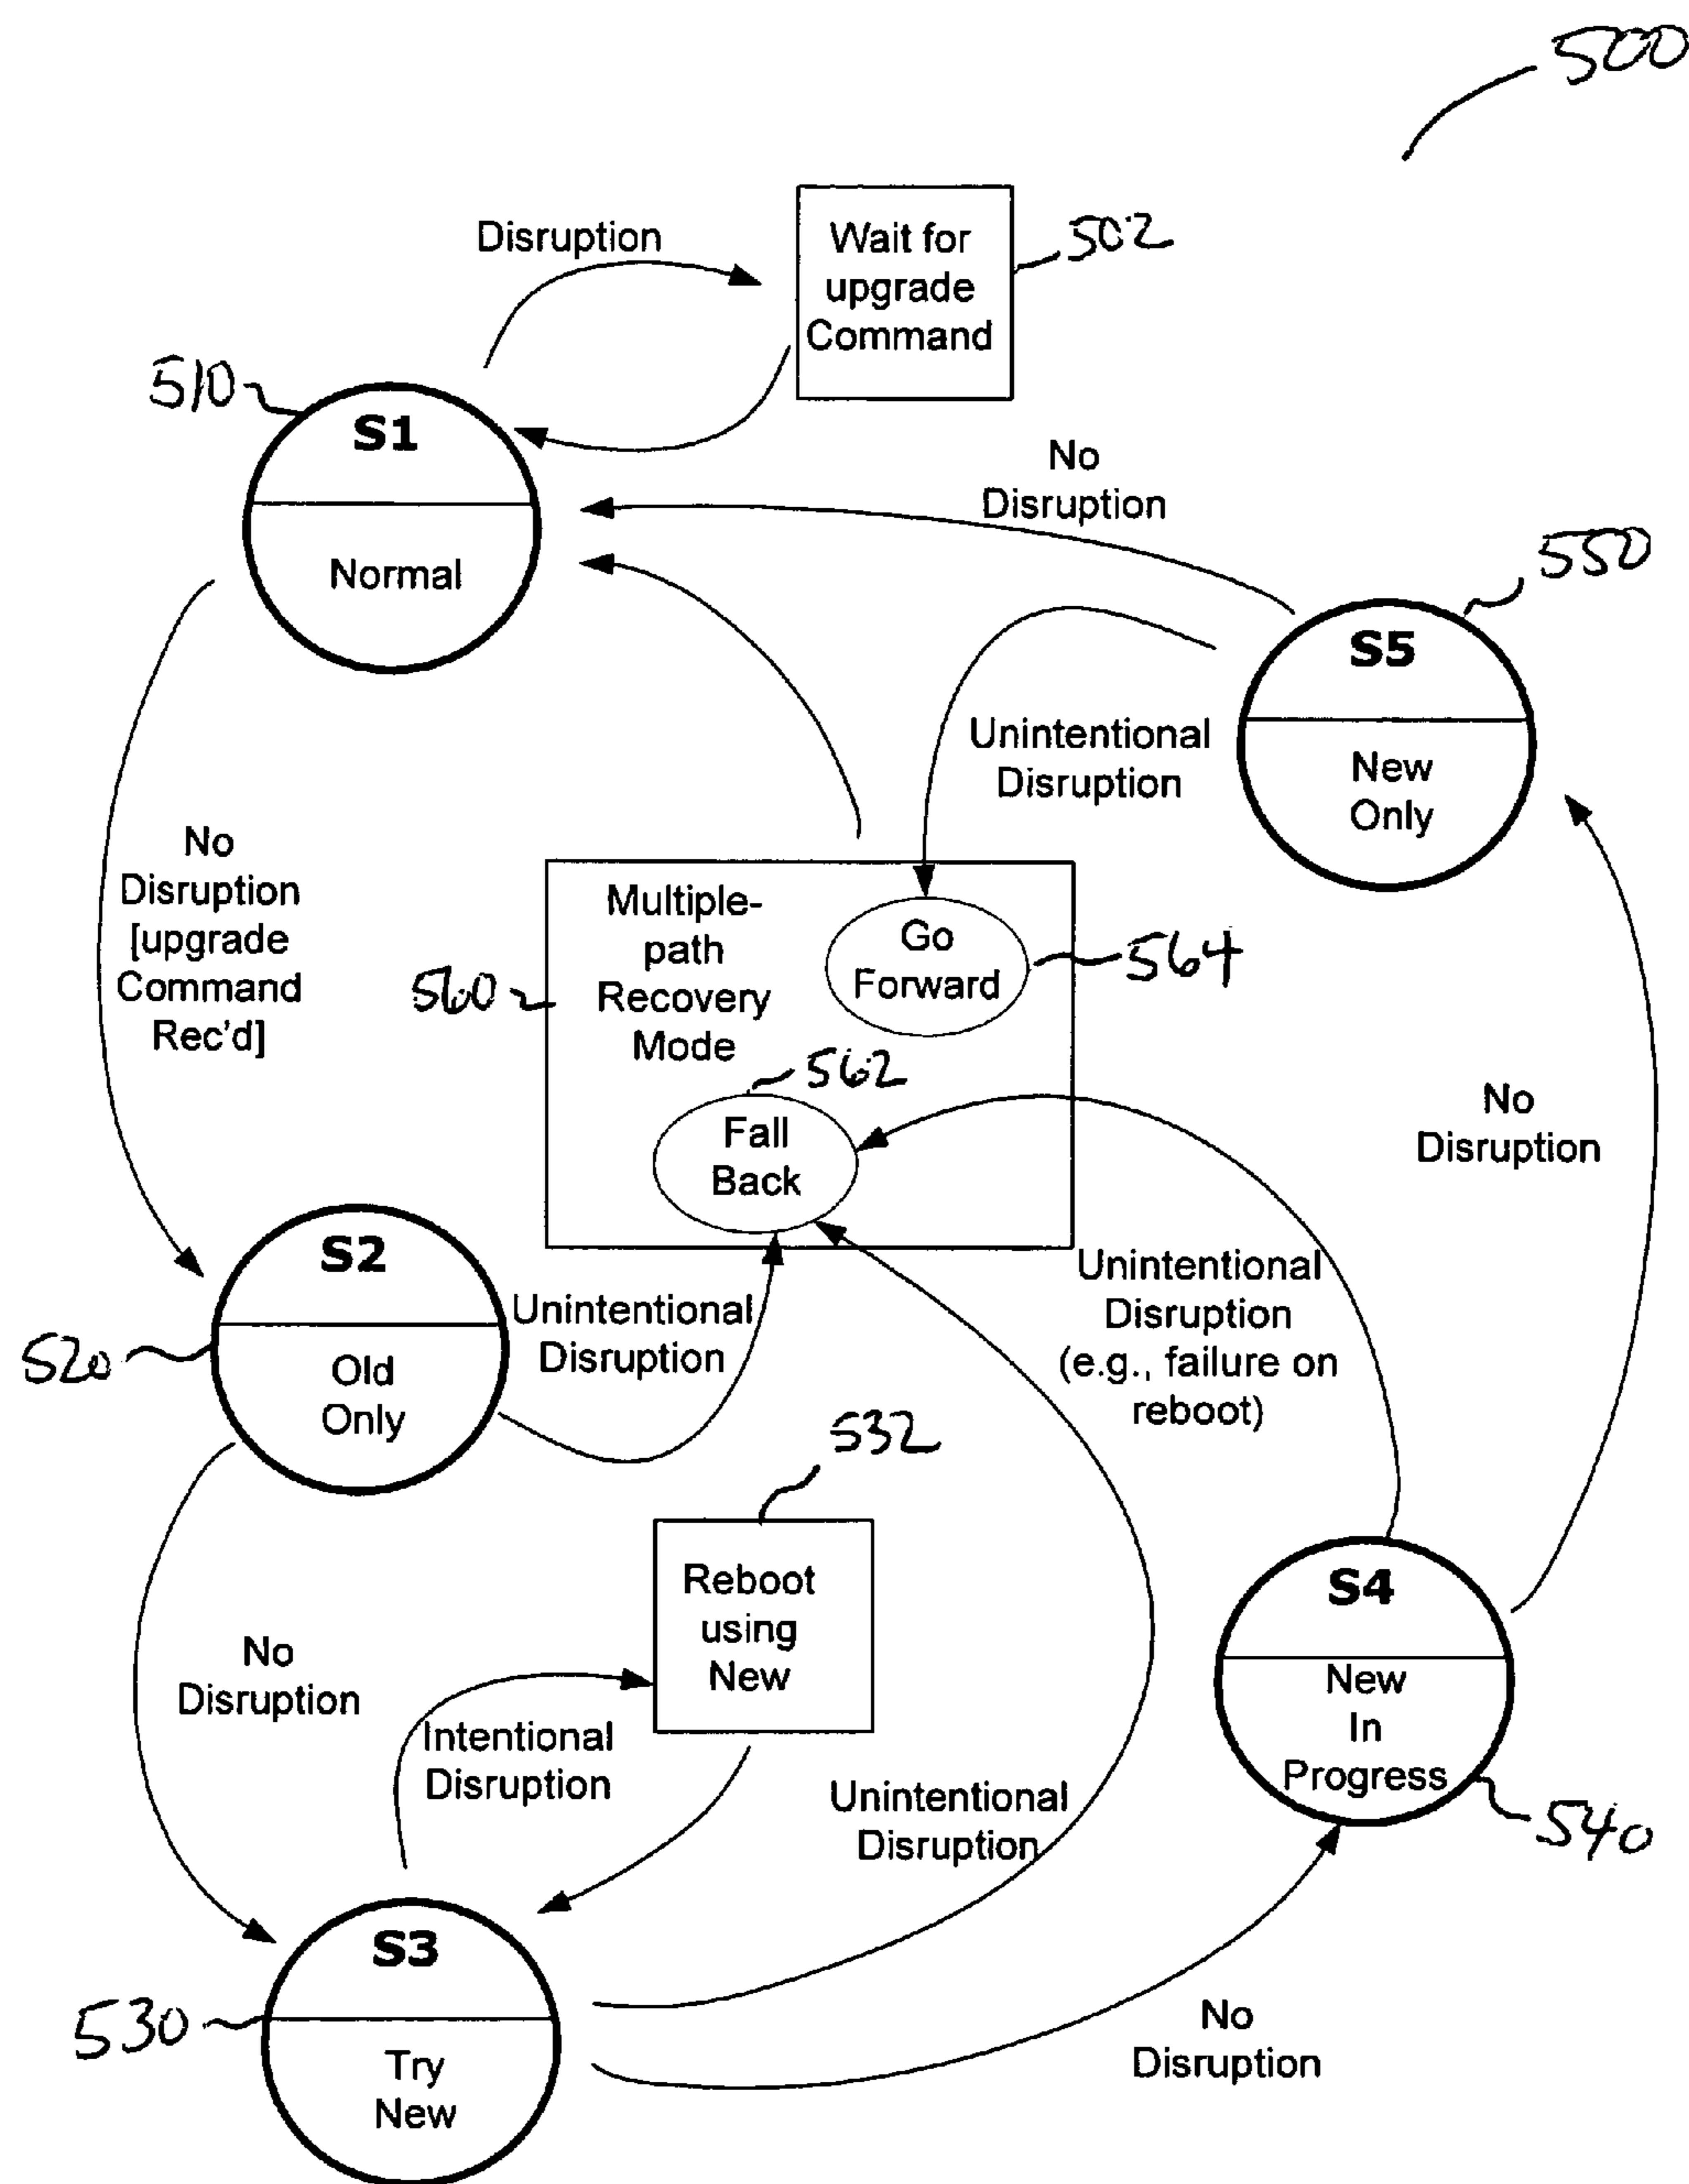 500
Disruption
Wait for
upgrade
Command
502
510
S1
Normal
No
Disruption
550
S5
New
Only
Unintentional
Disruption
No
Disruption
[upgrade
Command
Rec'd]
Multiple-
path
Recovery
Mode
560
Go
Forward
564
562
Fall
Back
No
Disruption
S2
Old
Only
520
Unintentional
Disruption
Unintentional
Disruption
(e.g., failure on
reboot)
532
Reboot
using
New
No
Disruption
Intentional
Disruption
Unintentional
Disruption
S4
New
In
Progress
540
S3
Try
New
530
No
Disruption